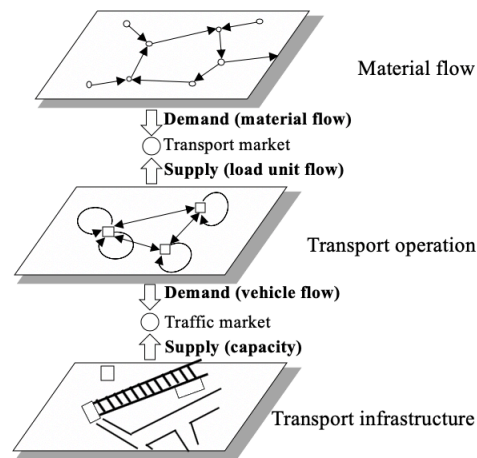 Material flow
Demand (material flow)
Transport market
Supply (load unit flow)
Transport operation
Demand (vehicle flow)
Traffic market
Supply (capacity)
Transport infrastructure